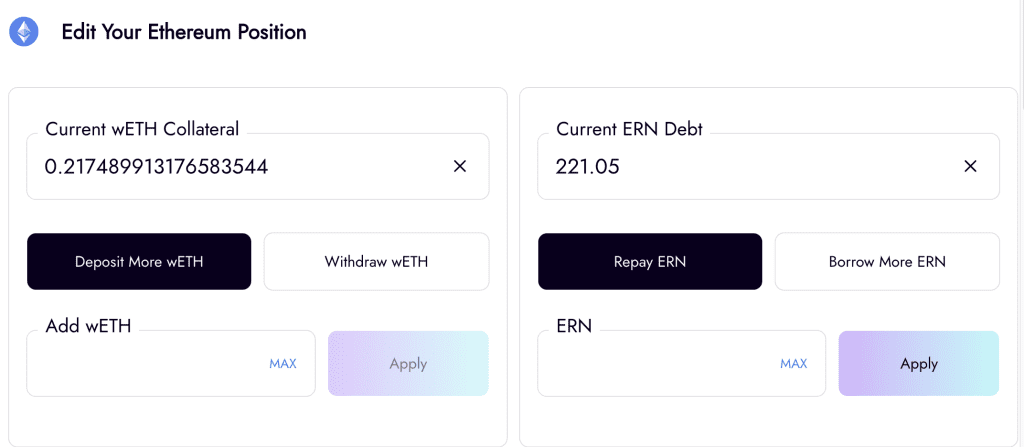 Edit Your Ethereum Position
Current wETH Collateral
0.217489913176583544
Deposit More wETH
Withdraw wETH
Add wETH
MAX
Apply
Current ERN Debt
221.05
Repay ERN
Borrow More ERN
ERN
MAX
Apply